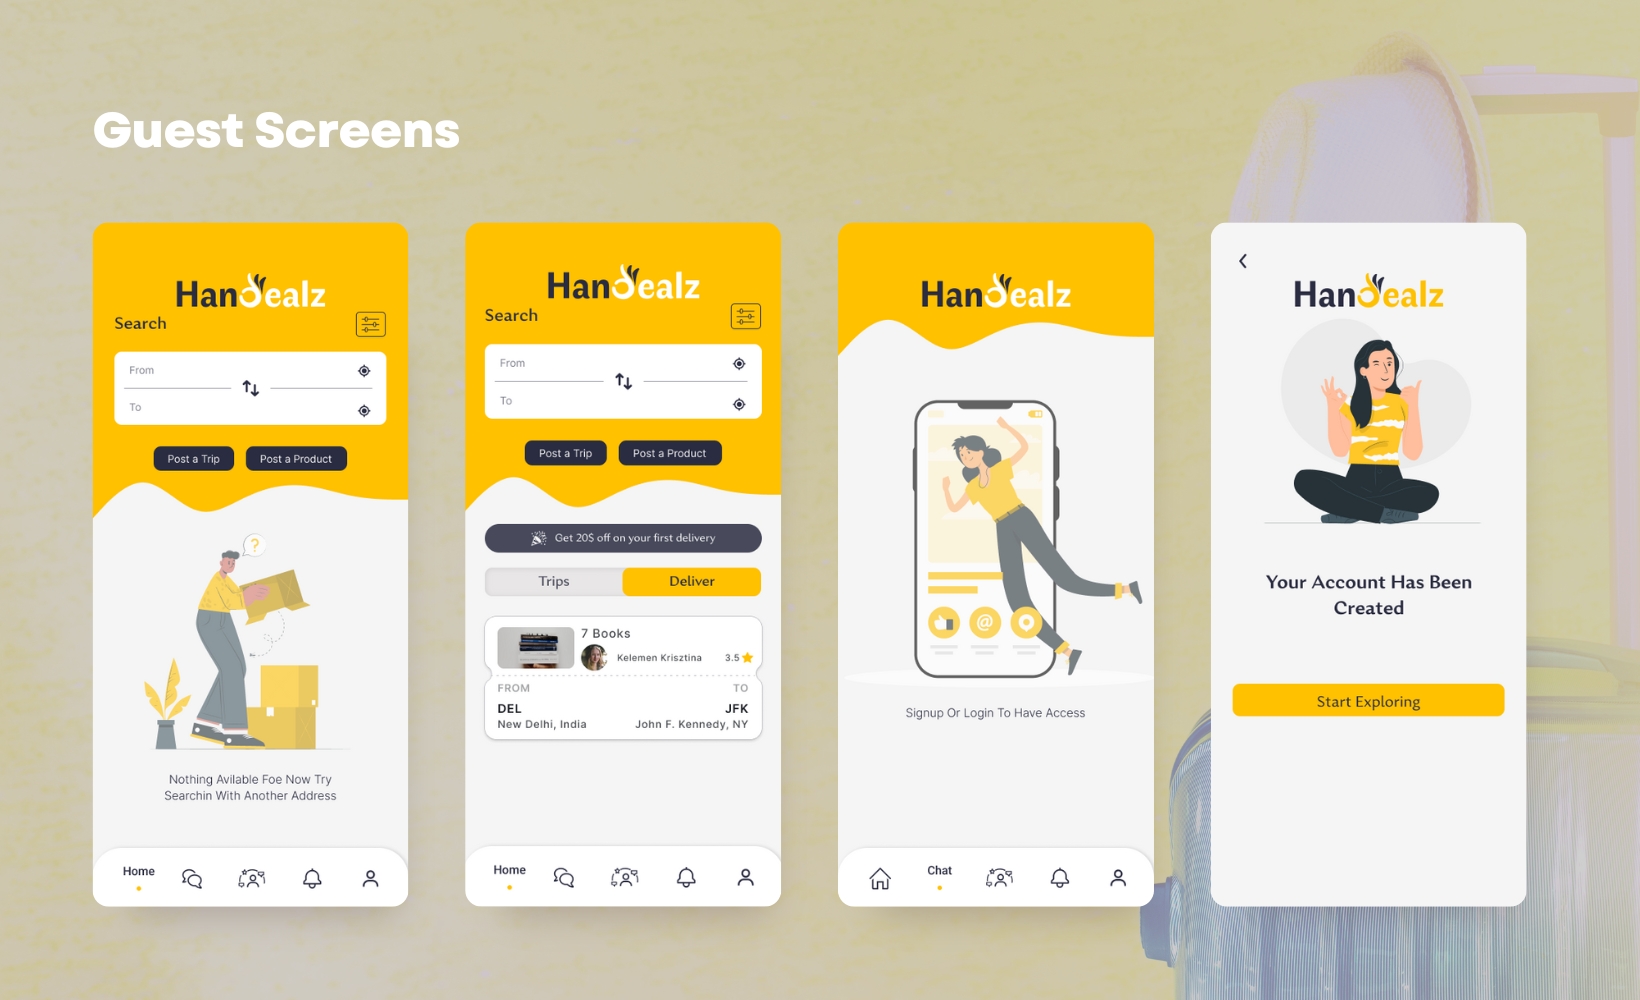 Guest Screens
Handealz
Search
From
To
Post a Trip
Post a Product
?
Nothing Avilable Foe Now Try
Searchin With Another Address
Home
Handealz
Search
From
To
Post a Trip
Post a Product
Get 20$ off on your first delivery
Trips
Deliver
7 Books
Kelemen Krisztina
3.5
FROM
TO
DEL
JFK
New Delhi, India
John F. Kennedy, NY
Home
Handealz
@
Signup Or Login To Have Access
Chat
Handealz
Your Account Has Been
Created
Start Exploring